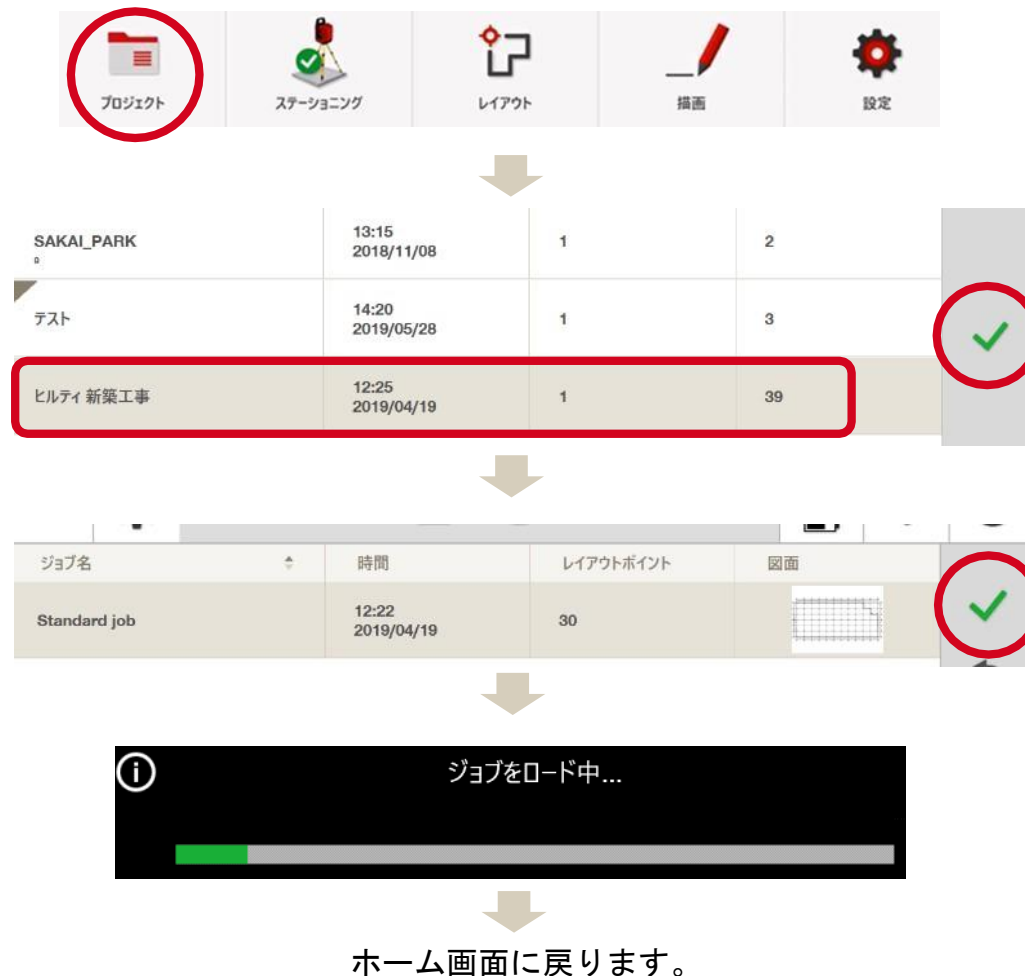 プロジェクト ステーショニング レイアウト 描画 設定
SAKAI_PARK 13:15 1 2
2018/11/08
テスト 14:20 1 3
2019/05/28
ヒルティ 新築工事 12:25 1 39
2019/04/19
ジョブ名 時間 レイアウトポイント 図面
Standard job 12:22 30
2019/04/19
ジョブをロード中...
ホーム画面に戻ります。